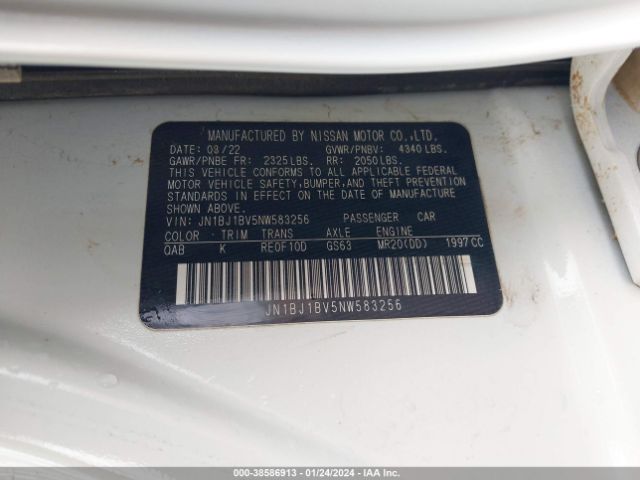 MANUFACTURED BY NISSAN MOTOR CO.,LTD.
DATE: 03/22 GVWR/PNBV: 4340 LBS.
GAWR/PNBE FR: 2325 LBS. RR: 2050 LBS.
THIS VEHICLE CONFORMS TO ALL APPLICABLE FEDERAL
MOTOR VEHICLE SAFETY, BUMPER, AND THEFT PREVENTION
STANDARDS IN EFFECT ON THE DATE OF MANUFACTURE
SHOWN ABOVE.
VIN: JN1BJ1BV5NW583256 PASSENGER CAR
COLOR TRIM TRANS AXLE ENGINE
QAB K RE0F10D GS63 MR20(DD) 1997CC
JN1BJ1BV5NW583256
© COPYRIGHT - 38586913 - 01/24/2024 - IAA Inc.